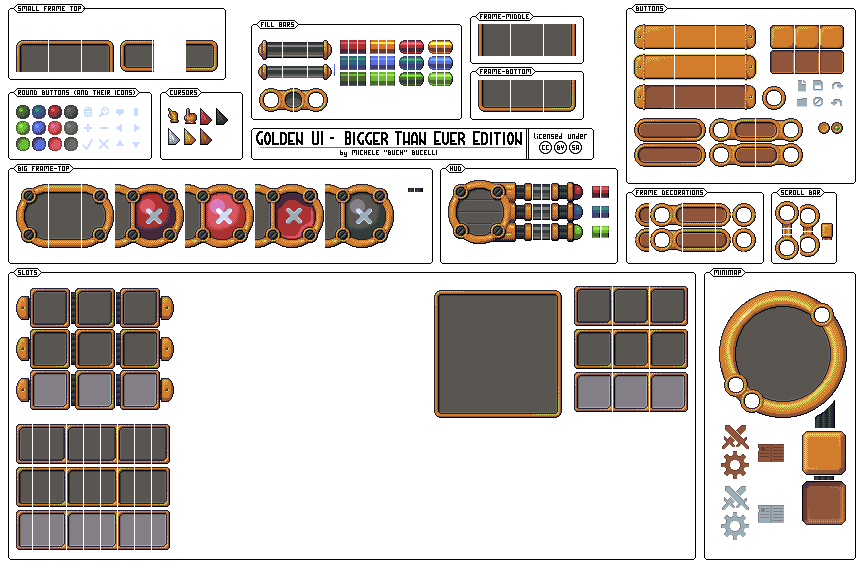 SMALL FRAME TOP
FILL BARS
FRAME-MIDDLE
BUTTONS
FRAME-BOTTOM
ROUND BUTTONS (AND THEIR ICONS)
CURSORS
GOLDEN UI - BIGGER THAN EVER EDITION
by MICHELE "BUCH" BUCELLI
licensed under
CC BY SA
BIG FRAME-TOP
HUD
FRAME DECORATIONS
SCROLL BAR
SLOTS
MINIMAP